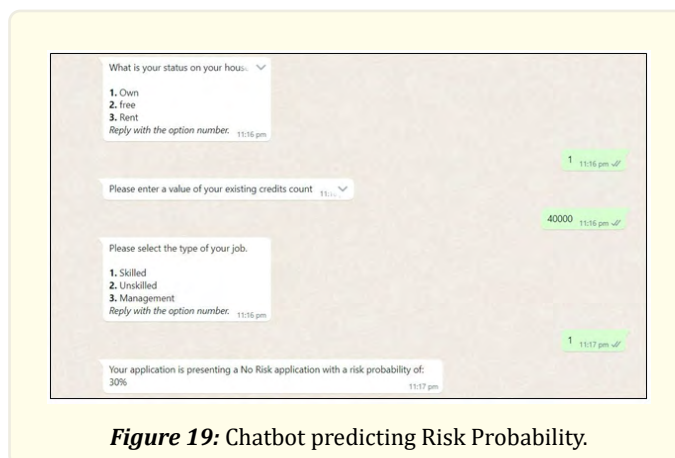 What is your status on your hous
1. Own
2. free
3. Rent
Reply with the option number. 11:16 pm
1 11:16 pm
Please enter a value of your existing credits count
40000 11:16 pm
Please select the type of your job.
1. Skilled
2. Unskilled
3. Management
Reply with the option number. 11:16 pm
1 11:17 pm
Your application is presenting a No Risk application with a risk probability of:
30% 11:17 pm
Figure 19: Chatbot predicting Risk Probability.